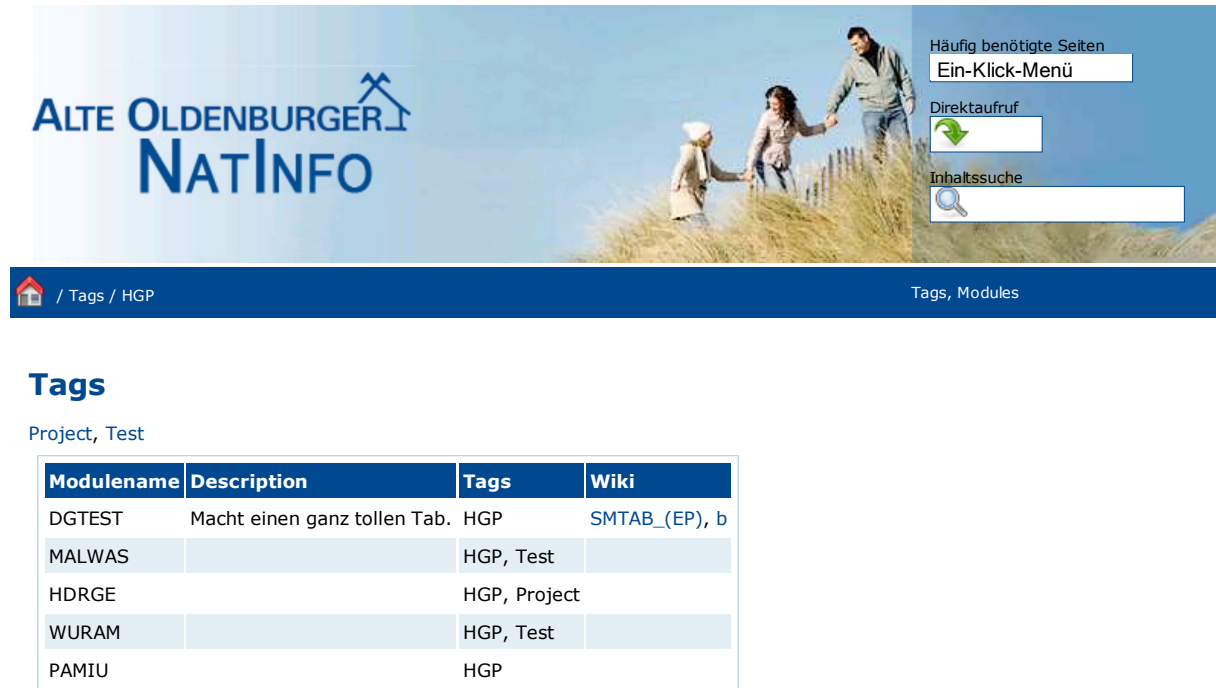 Häufig benötigte Seiten
Ein-Klick-Menü
Direktaufruf
Inhaltssuche
ALTE OLDENBURGER
NATINFO
/ Tags / HGP
Tags, Modules
Tags
Project, Test
Modulename Description Tags Wiki
DGTEST Macht einen ganz tollen Tab. HGP SMTAB_(EP), b
MALWAS HGP, Test
HDRGE HGP, Project
WURAM HGP, Test
PAMIU HGP